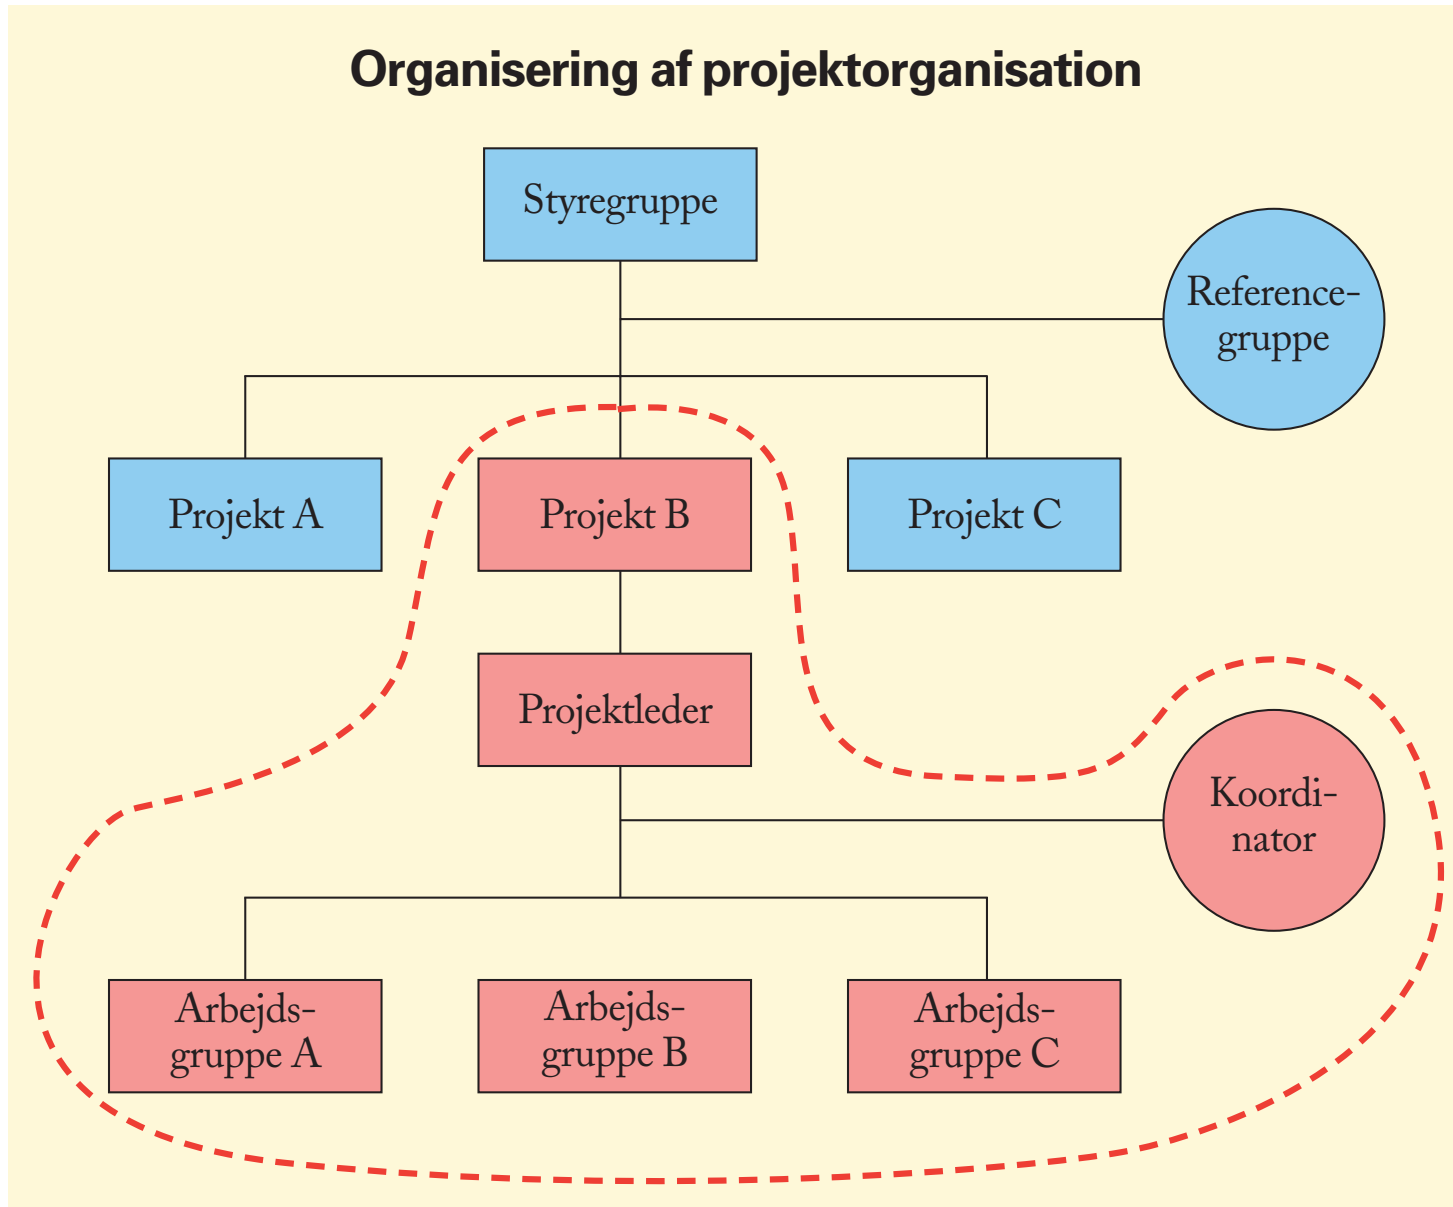 Organisering af projektorganisation
Styregruppe
Reference-
gruppe
Projekt A
Projekt B
Projekt C
Projektleder
Koordi-
nator
Arbejds-
gruppe A
Arbejds-
gruppe B
Arbejds-
gruppe C